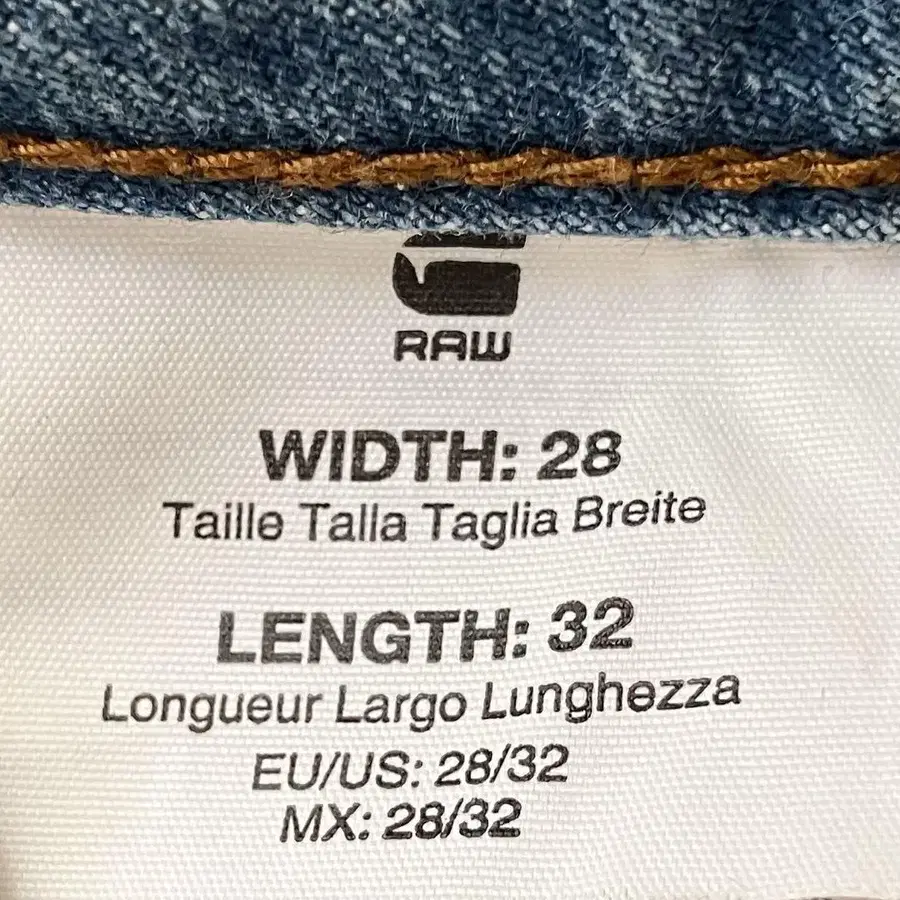 RAW
WIDTH: 28
Taille Talla Taglia Breite
LENGTH: 32
Longueur Largo Lunghezza
EU/US: 28/32
MX: 28/32